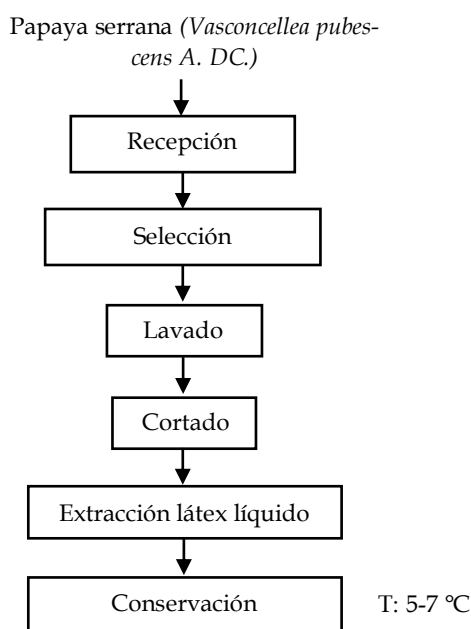 Papaya serrana (Vasconcellea pubes-
cens A. DC.)
Recepción
Selección
Lavado
Cortado
Extracción látex líquido
Conservación T: 5-7 ℃